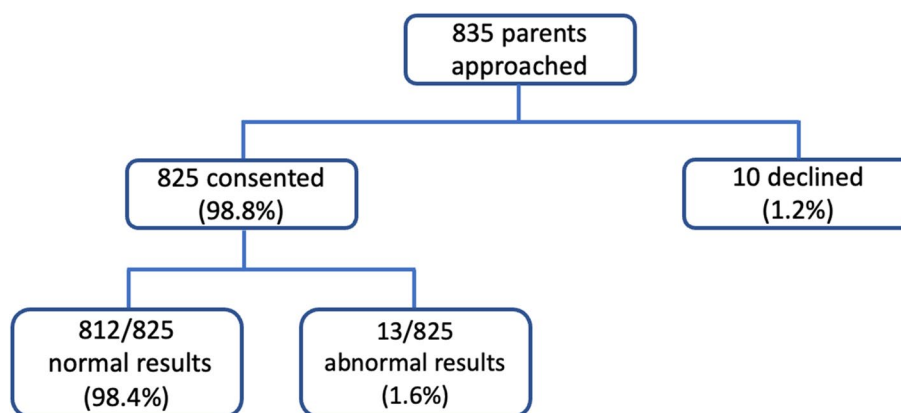 835 parents
approached
825 consented
(98.8%)
10 declined
(1.2%)
812/825
normal results
(98.4%)
13/825
abnormal results
(1.6%)